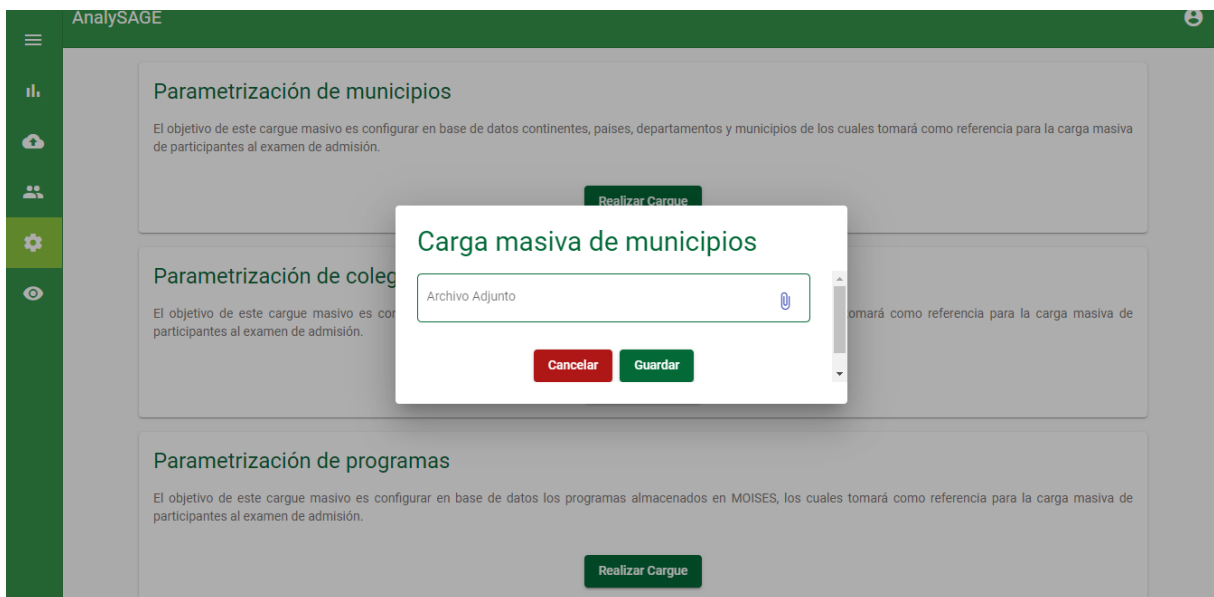 AnalySAGE
Parametrización de municipios
El objetivo de este cargue masivo es configurar en base de datos continentes, paises, departamentos y municipios de los cuales tomará como referencia para la carga masiva
de participantes al examen de admisión.
Realizar Cargue
Carga masiva de municipios
Archivo Adjunto
Cancelar
Guardar
Parametrización de coleg
El objetivo de este cargue masivo es con
omará como referencia para la carga masiva de
participantes al examen de admisión.
Parametrización de programas
El objetivo de este cargue masivo es configurar en base de datos los programas almacenados en MOISES, los cuales tomará como referencia para la carga masiva de
participantes al examen de admisión.
Realizar Cargue